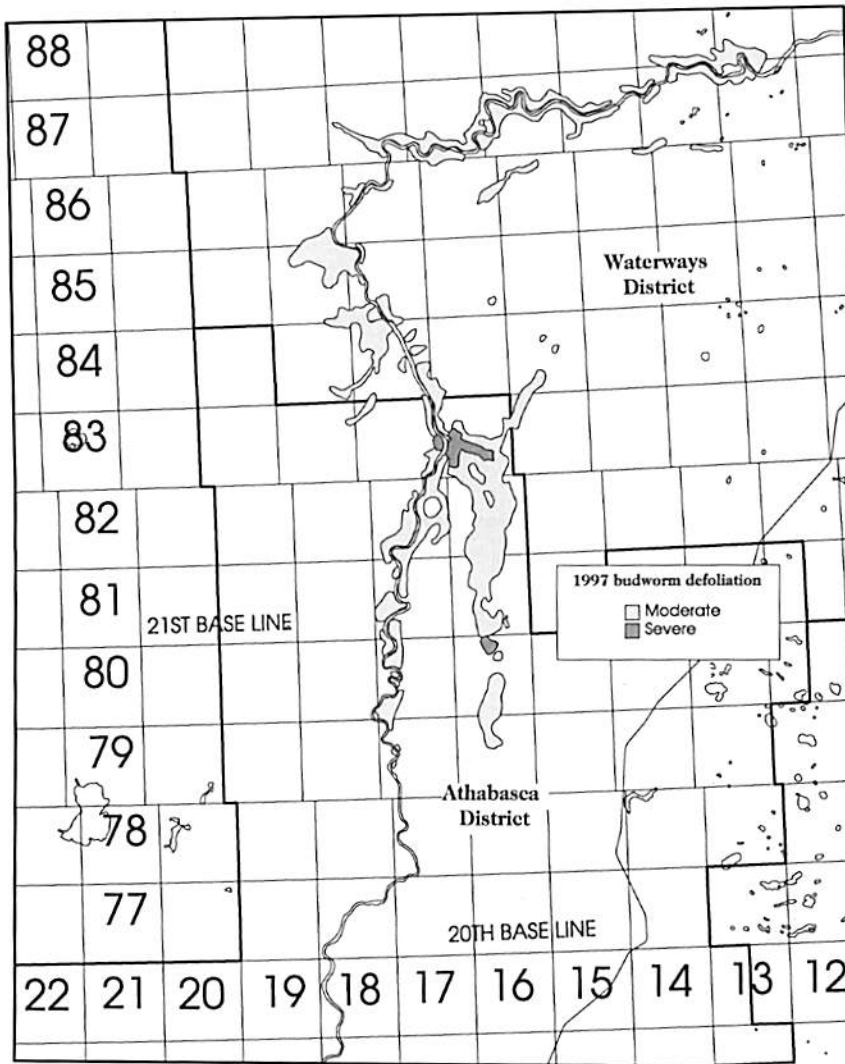 88
87
86
Waterways
District
85
84
83
82
1997 budworm defoliation
Moderate
Severe
81
21ST BASE LINE
80
79
Athabasca
District
78
77
20TH BASE LINE
22 21 20 19 18 17 16 15 14 13 12